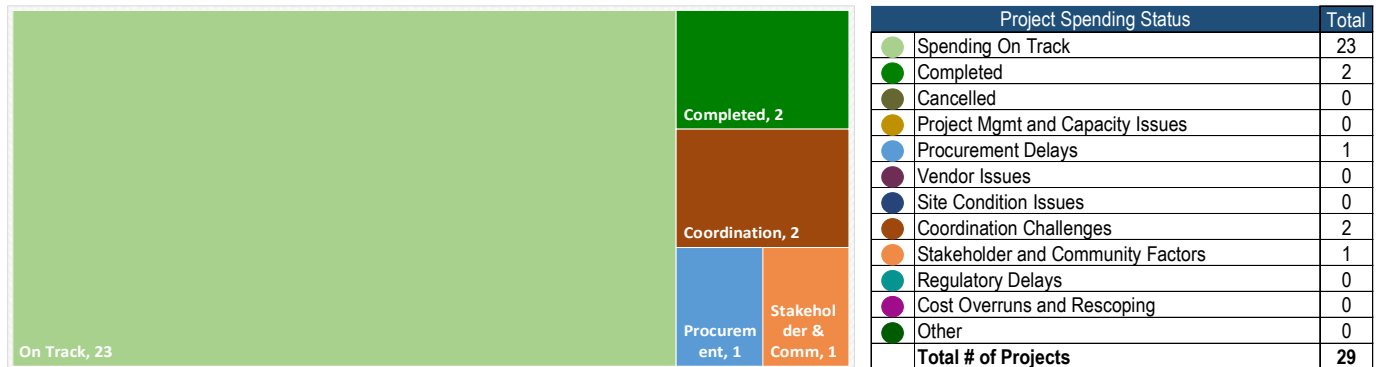 Completed, 2
Coordination, 2
Procurem
ent, 1
Stakehol
der &
Comm, 1
On Track, 23
Project Spending Status Total
Spending On Track 23
Completed 2
Cancelled 0
Project Mgmt and Capacity Issues 0
Procurement Delays 1
Vendor Issues 0
Site Condition Issues 0
Coordination Challenges 2
Stakeholder and Community Factors 1
Regulatory Delays 0
Cost Overruns and Rescoping 0
Other 0
Total # of Projects 29